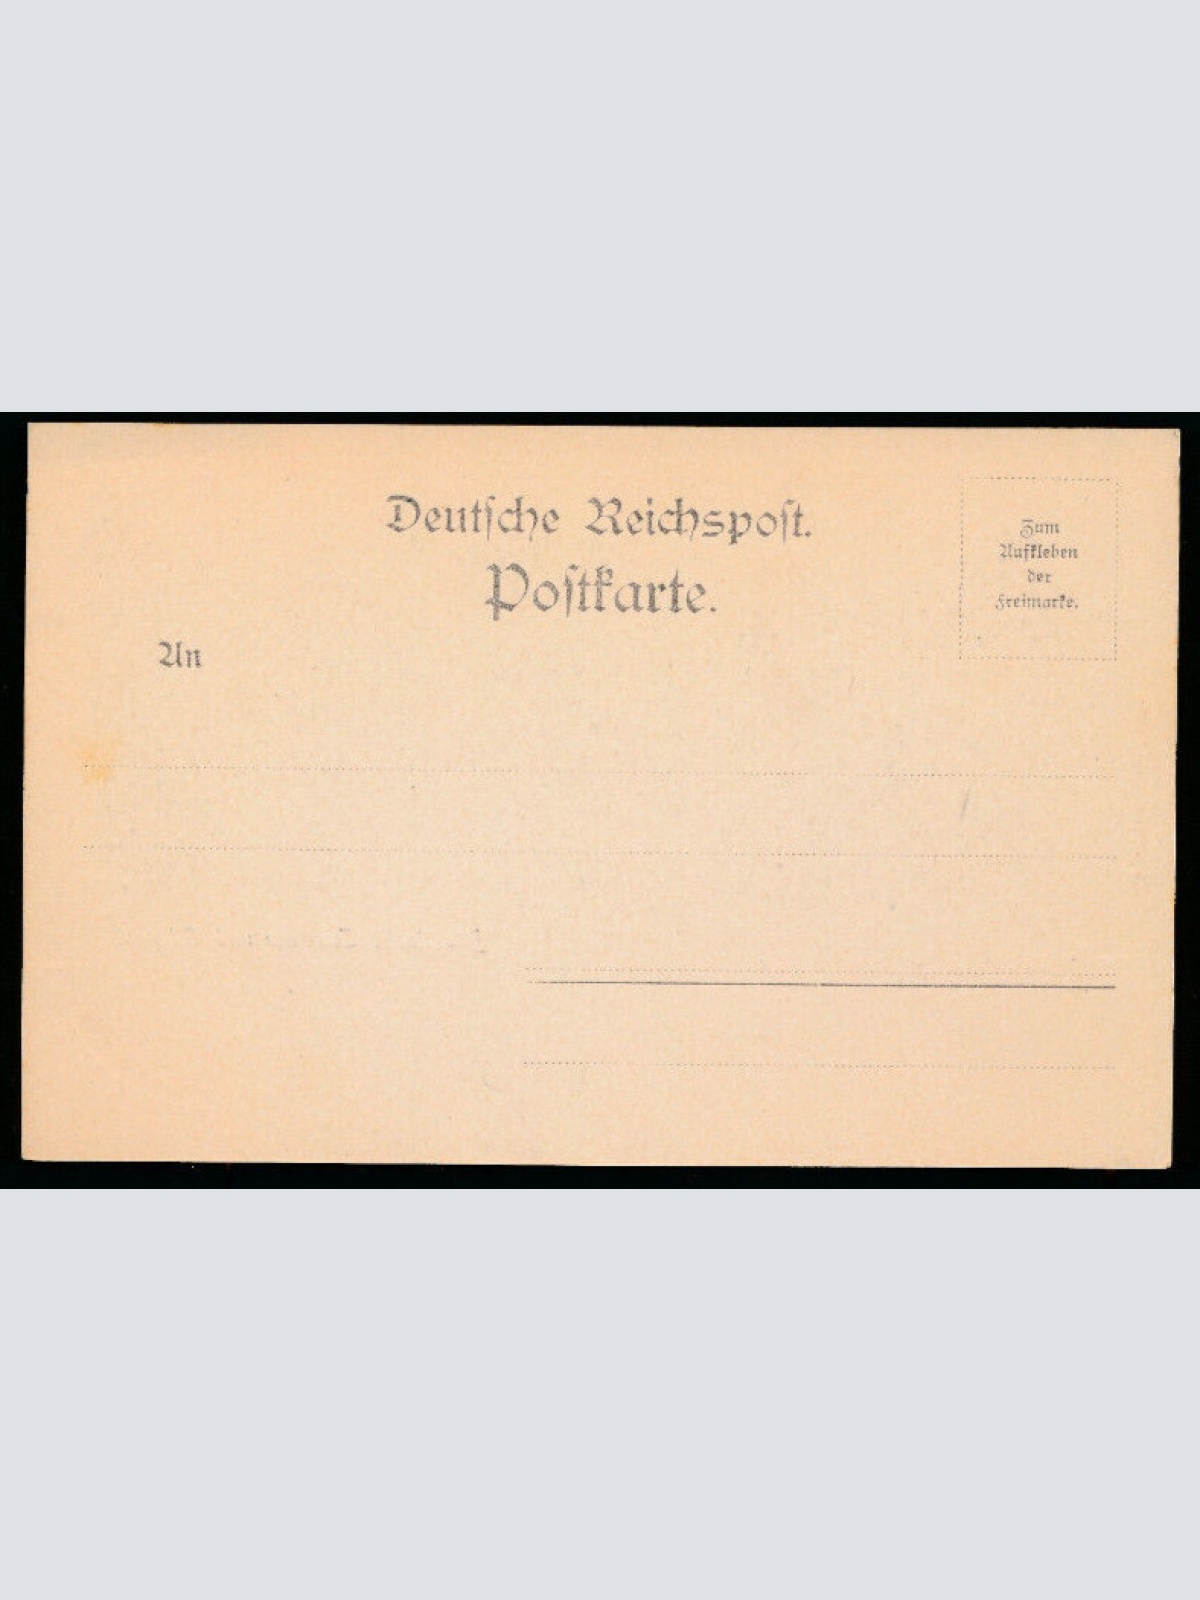 Deutſche Reichspoſt.
Poſtkarte.
An
Zum
Aufkleben
der
Freimarke.